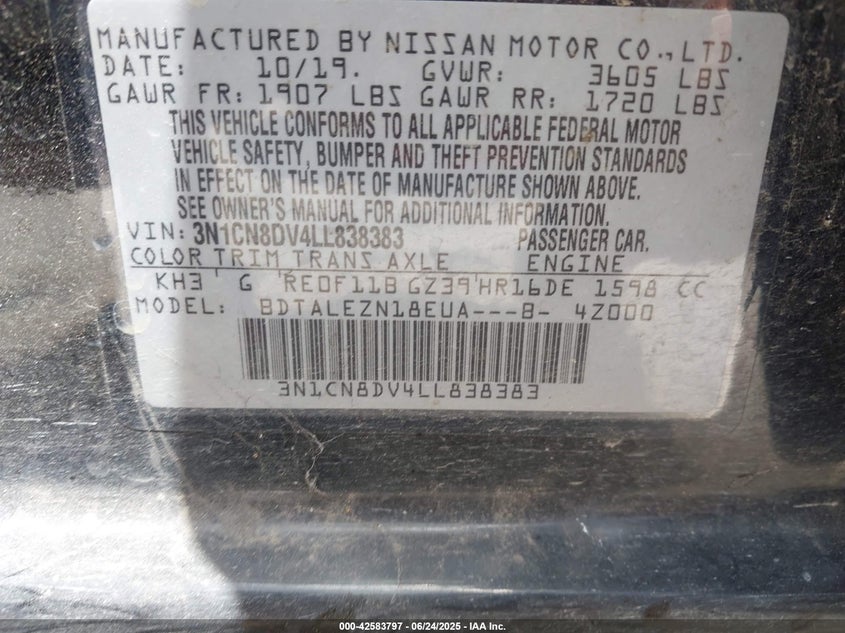 MANUFACTURED BY NISSAN MOTOR CO.,LTD.
DATE: 10/19. GVWR: 3605 LBS
GAWR FR: 1907 LBS GAWR RR: 1720 LBS
THIS VEHICLE CONFORMS TO ALL APPLICABLE FEDERAL MOTOR
VEHICLE SAFETY, BUMPER AND THEFT PREVENTION STANDARDS
IN EFFECT ON THE DATE OF MANUFACTURE SHOWN ABOVE.
SEE OWNER'S MANUAL FOR ADDITIONAL INFORMATION.
VIN: 3N1CN8DV4LL838383 PASSENGER CAR.
COLOR TRIM TRANS AXLE ENGINE
KH3 ' G 'RE0F11B GZ39'HR16DE 1598 CC
MODEL: BDTALEZN18EUA---B- 4Z000
3N1CN8DV4LL838383
000-42583797 - 06/24/2025 - IAA Inc.